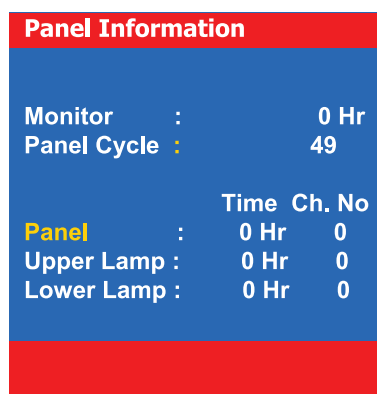 Panel Information
Monitor : 0 Hr
Panel Cycle : 49
Time Ch. No
Panel : 0 Hr 0
Upper Lamp : 0 Hr 0
Lower Lamp : 0 Hr 0